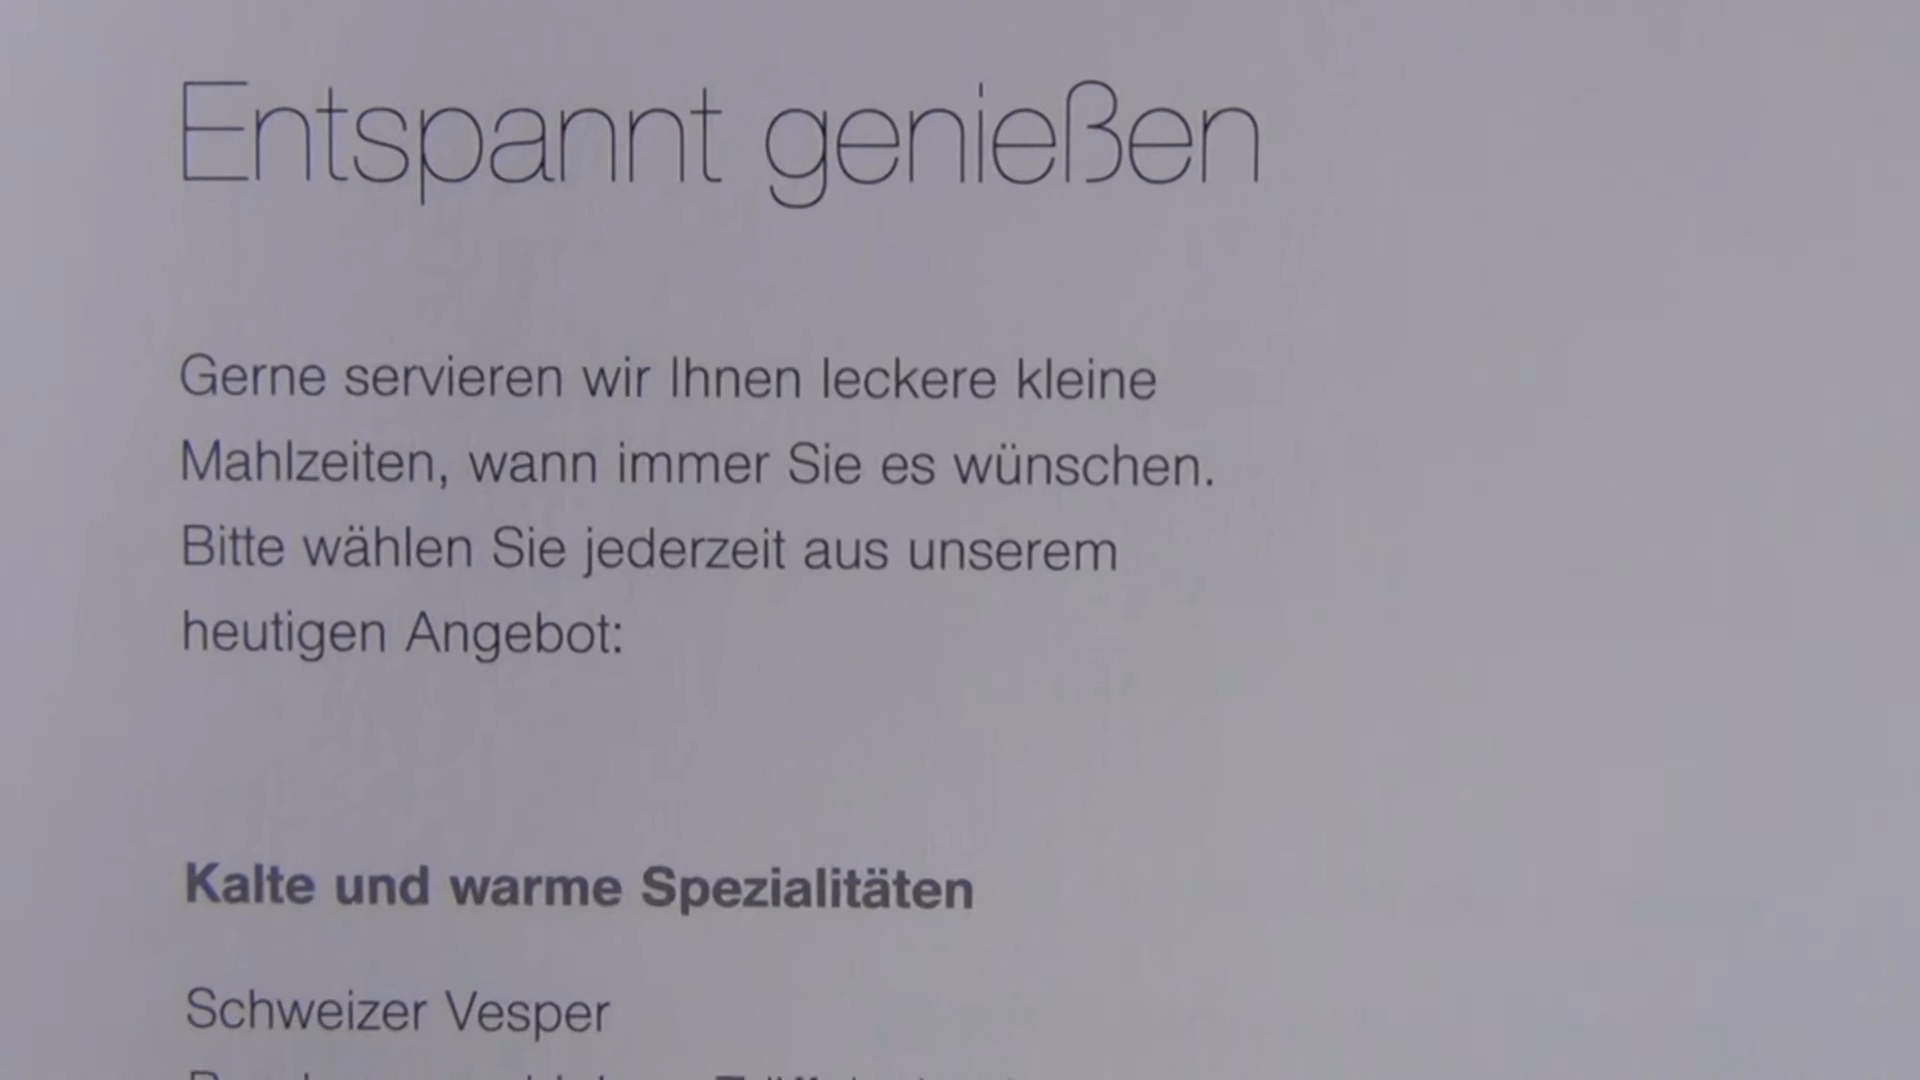 Entspannt genießen
Gerne servieren wir Ihnen leckere kleine
Mahlzeiten, wann immer Sie es wünschen.
Bitte wählen Sie jederzeit aus unserem
heutigen Angebot:
Kalte und warme Spezialitäten
Schweizer Vesper